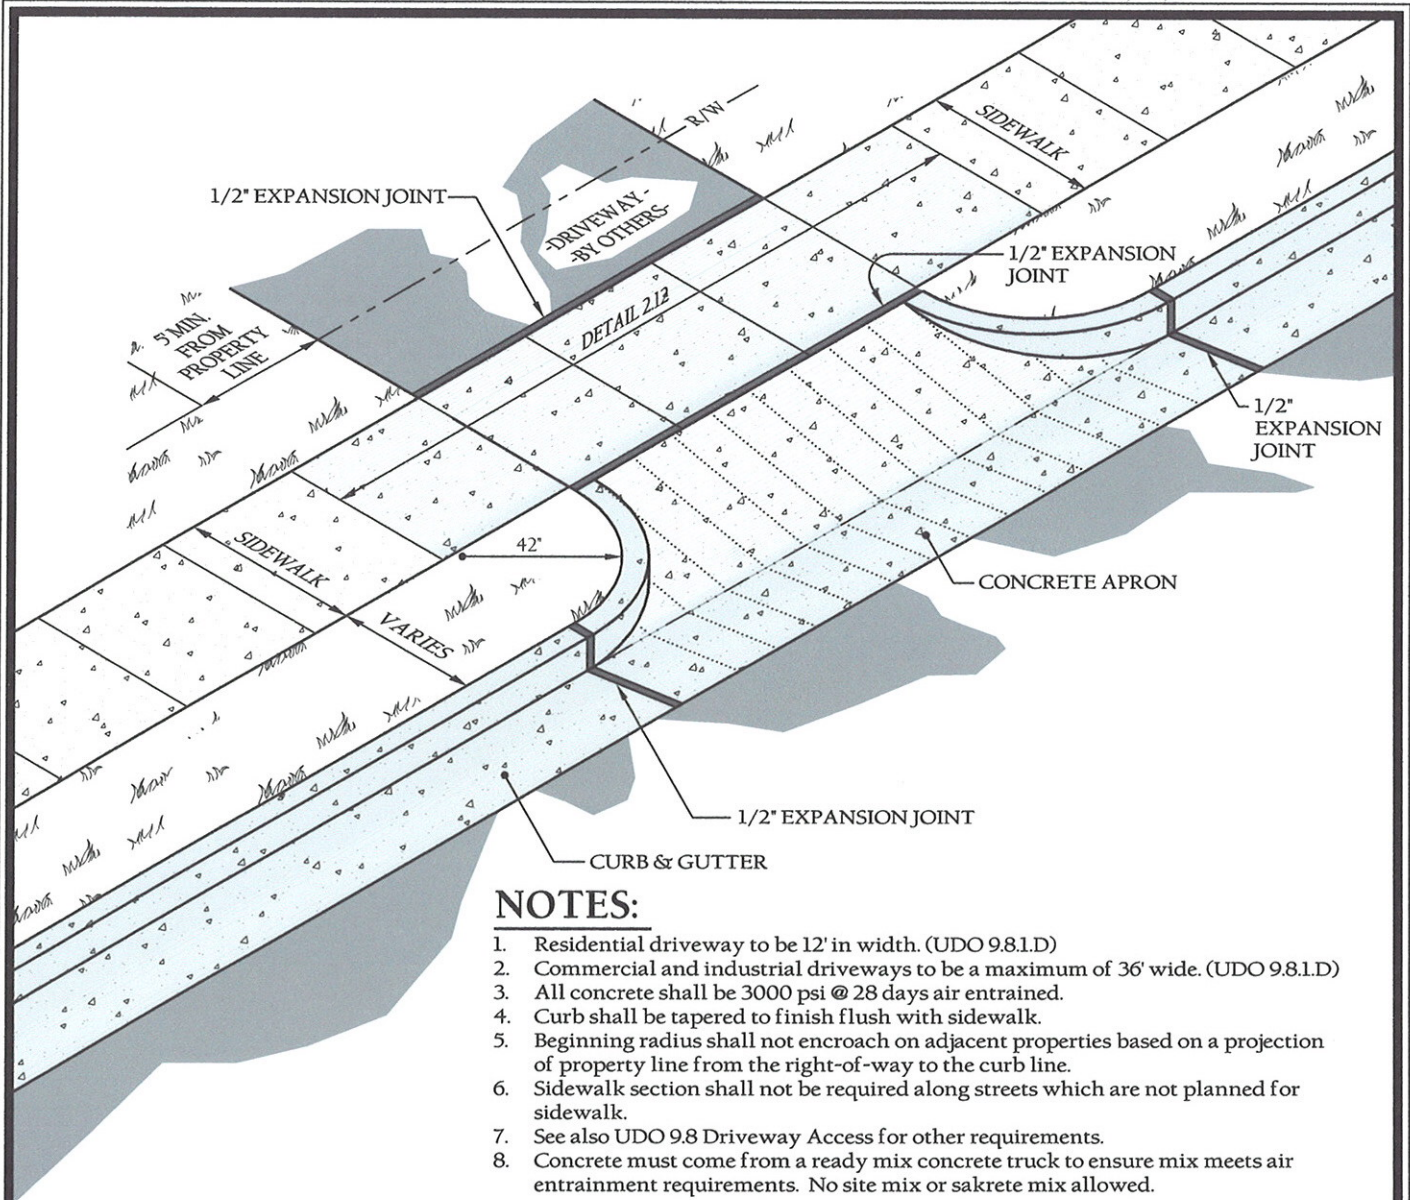 R/W
SIDEWALK
1/2" EXPANSION JOINT
-DRIVEWAY-
-BY OTHERS-
1/2" EXPANSION
JOINT
DETAIL 2.12
5' MIN.
FROM
PROPERTY
LINE
1/2"
EXPANSION
JOINT
42"
SIDEWALK
CONCRETE APRON
VARIES
1/2" EXPANSION JOINT
CURB & GUTTER
NOTES:
1. Residential driveway to be 12' in width. (UDO 9.8.1.D)
2. Commercial and industrial driveways to be a maximum of 36' wide. (UDO 9.8.1.D)
3. All concrete shall be 3000 psi @ 28 days air entrained.
4. Curb shall be tapered to finish flush with sidewalk.
5. Beginning radius shall not encroach on adjacent properties based on a projection
of property line from the right-of-way to the curb line.
6. Sidewalk section shall not be required along streets which are not planned for
sidewalk.
7. See also UDO 9.8 Driveway Access for other requirements.
8. Concrete must come from a ready mix concrete truck to ensure mix meets air
entrainment requirements. No site mix or sakrete mix allowed.